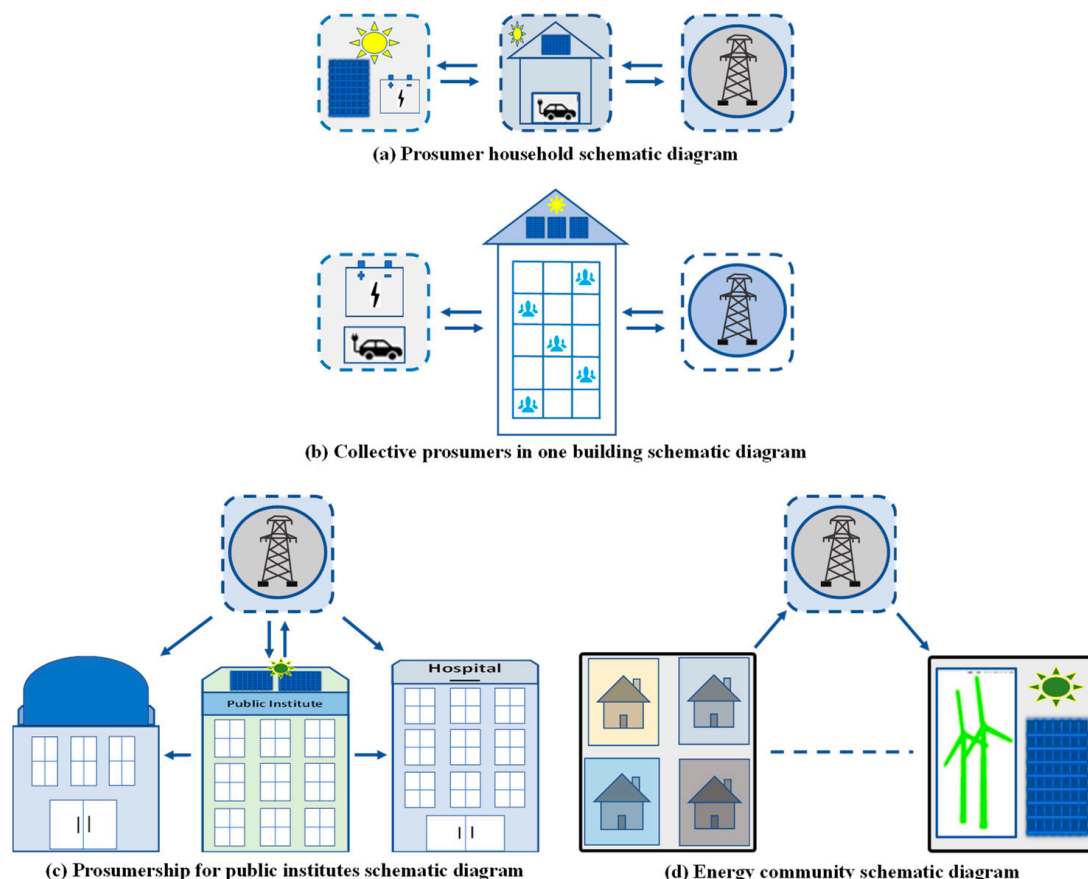 (a) Prosumer household schematic diagram
(b) Collective prosumers in one building schematic diagram
Hospital
Public Institute
(c) Prosumership for public institutes schematic diagram
(d) Energy community schematic diagram